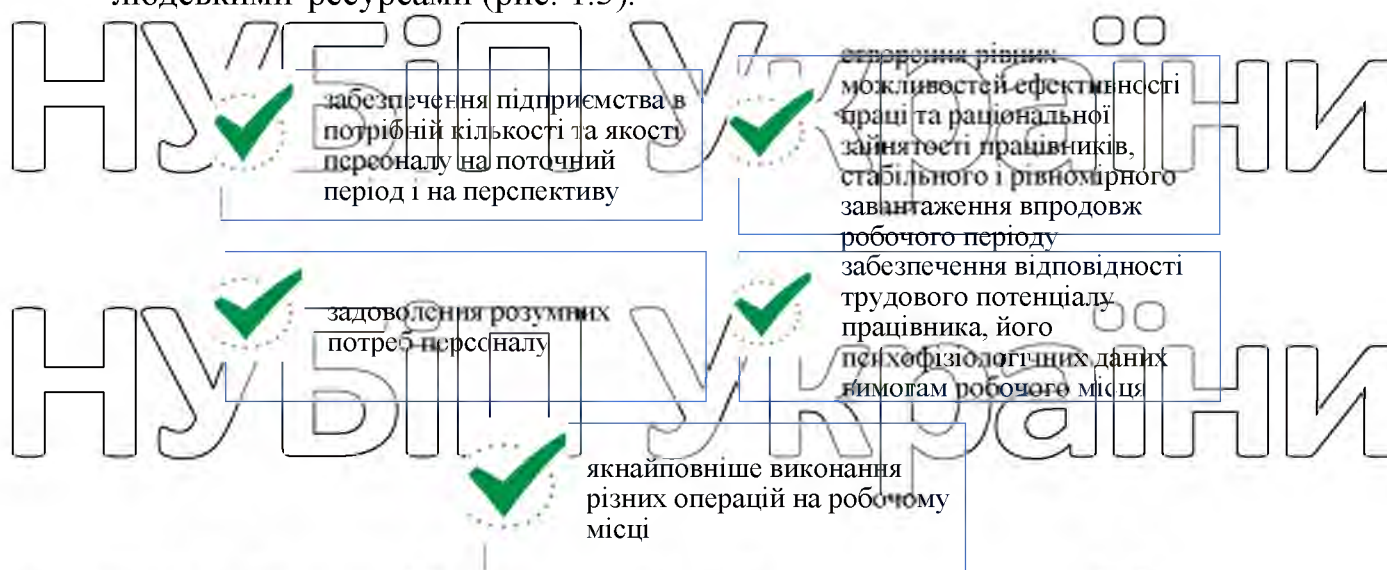 людськими ресурсами (рис. 1.3).
НУБіП України
забезпечення підприємства в
потрібній кількості та якості
персоналу на поточний
період і на перспективу
створення рівних
можливостей ефективності
праці та раціональної
зайнятості працівників,
стабільного і рівномірного
завантаження впродовж
робочого періоду
НУБіП України
задоволення розумних
потреб персоналу
забезпечення відповідності
трудового потенціалу
працівника, його
психофізіологічних даних
вимогам робочого місця
якнайповніше виконання
різних операцій на робочому
місці